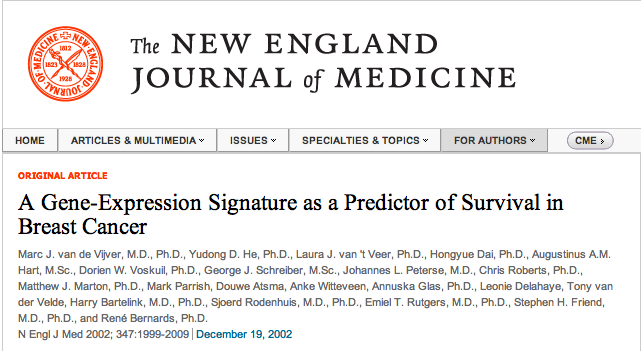 NEW·ENGLAND
JOURNAL·OF·MEDICINE
1812
1823
1828
1928
The NEW ENGLAND
JOURNAL of MEDICINE
HOME
ARTICLES & MULTIMEDIA
ISSUES
SPECIALTIES & TOPICS
FOR AUTHORS
CME
ORIGINAL ARTICLE
A Gene-Expression Signature as a Predictor of Survival in
Breast Cancer
Marc J. van de Vijver, M.D., Ph.D., Yudong D. He, Ph.D., Laura J. van 't Veer, Ph.D., Hongyue Dai, Ph.D., Augustinus A.M.
Hart, M.Sc., Dorien W. Voskuil, Ph.D., George J. Schreiber, M.Sc., Johannes L. Peterse, M.D., Chris Roberts, Ph.D.,
Matthew J. Marton, Ph.D., Mark Parrish, Douwe Atsma, Anke Witteveen, Annuska Glas, Ph.D., Leonie Delahaye, Tony van
der Velde, Harry Bartelink, M.D., Ph.D., Sjoerd Rodenhuis, M.D., Ph.D., Emiel T. Rutgers, M.D., Ph.D., Stephen H. Friend,
M.D., Ph.D., and René Bernards, Ph.D.
N Engl J Med 2002; 347:1999-2009 | December 19, 2002